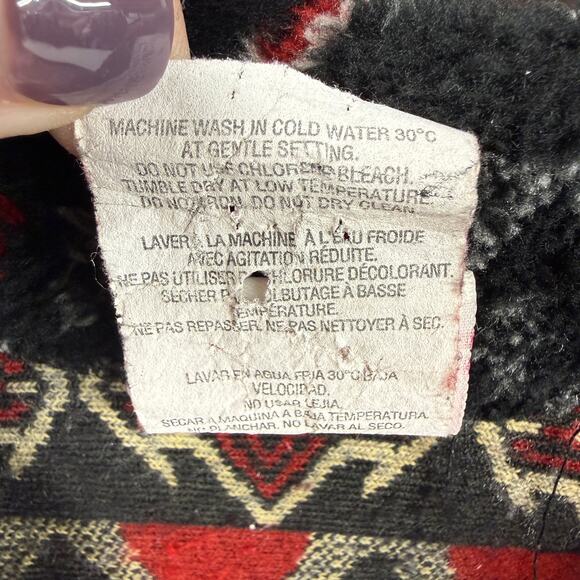 MACHINE WASH IN COLD WATER 30°C
AT GENTLE SETTING.
DO NOT USE CHLORENE BLEACH.
TUMBLE DRY AT LOW TEMPERATURE
DO NOT IRON. DO NOT DRY CLEAN.
LAVER À LA MACHINE À L'EAU FROIDE
AVEC AGITATION RÉDUITE.
NE PAS UTILISER DE CHLORURE DÉCOLORANT.
SÉCHER PAR CULBUTAGE À BASSE
TEMPÉRATURE.
NE PAS REPASSER. NE PAS NETTOYER À SEC.
LAVAR EN AGUA FRIA 30°C BAJA
VELOCIDAD.
NO USAR LEJIA.
SECAR A MAQUINA A BAJA TEMPERATURA.
NO PLANCHAR. NO LAVAR AL SECO.